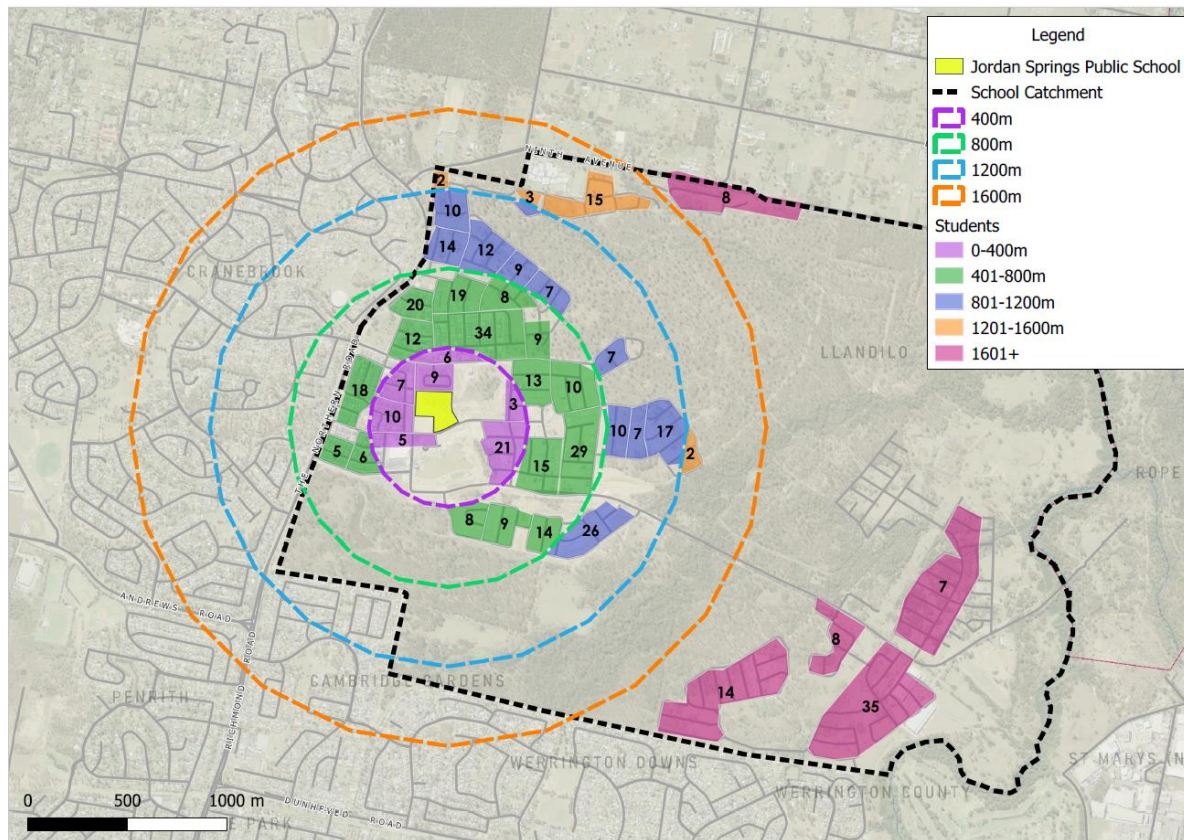 Legend
Jordan Springs Public School
School Catchment
400m
800m
1200m
1600m
Students
0-400m
401-800m
801-1200m
1201-1600m
1601+
NINTH AVENUE
2
3
15
8
10
14
12
9
7
CRANEBROOK
20
19
8
34
12
9
THE NORTHERN ROAD
LLANDILO
6
7
9
7
18
13
10
10
3
5
21
10
7
17
2
5
6
15
29
ROPE
8
9
14
26
7
8
14
35
ANDREWS ROAD
RICHMOND ROAD
PENRITH
CAMBRIDGE GARDENS
WERRINGTON DOWNS
WERRINGTON COUNTY
ST MARYS (N
DUNHEVED ROAD
PARK
0 500 1000 m